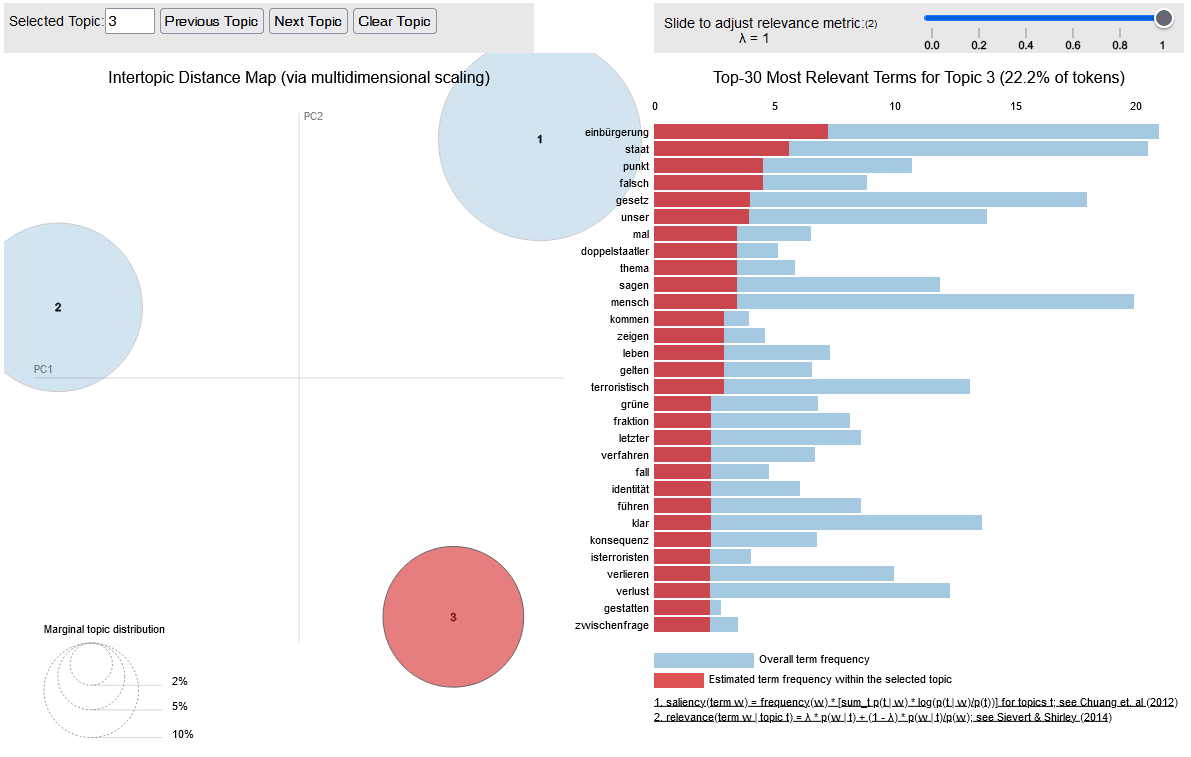 Selected Topic: 3 Previous Topic Next Topic Clear Topic
Slide to adjust relevance metric:(2)
λ = 1
0.0 0.2 0.4 0.6 0.8 1
Intertopic Distance Map (via multidimensional scaling)
PC2
1
2
PC1
3
Marginal topic distribution
2%
5%
10%
Top-30 Most Relevant Terms for Topic 3 (22.2% of tokens)
0 5 10 15 20
einbürgerung
staat
punkt
falsch
gesetz
unser
mal
doppelstaatler
thema
sagen
mensch
kommen
zeigen
leben
gelten
terroristisch
grüne
fraktion
letzter
verfahren
fall
identität
führen
klar
konsequenz
isterroristen
verlieren
verlust
gestatten
zwischenfrage
Overall term frequency
Estimated term frequency within the selected topic
1. saliency(term w) = frequency(w) * [sum_t p(t | w) * log(p(t | w)/p(t))] for topics t; see Chuang et. al (2012)
2. relevance(term w | topic t) = λ * p(w | t) + (1 - λ) * p(w | t)/p(w); see Sievert & Shirley (2014)